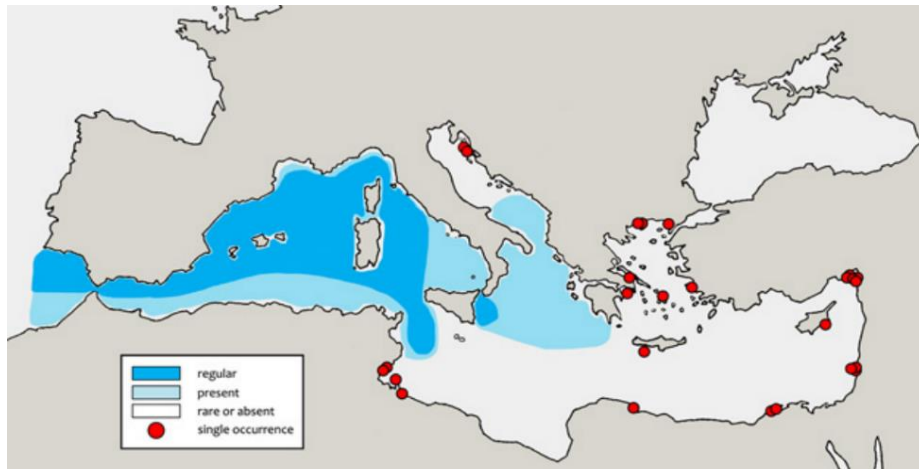 regular
present
rare or absent
single occurrence